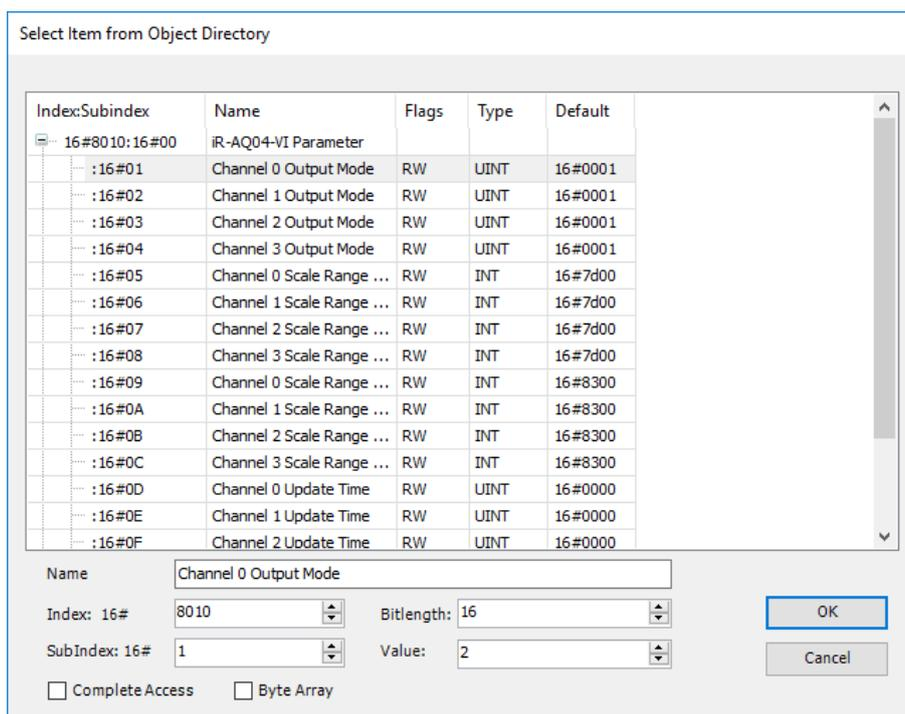 Select Item from Object Directory
Index:Subindex Name Flags Type Default
16#8010:16#00 iR-AQ04-VI Parameter
:16#01 Channel 0 Output Mode RW UINT 16#0001
:16#02 Channel 1 Output Mode RW UINT 16#0001
:16#03 Channel 2 Output Mode RW UINT 16#0001
:16#04 Channel 3 Output Mode RW UINT 16#0001
:16#05 Channel 0 Scale Range ... RW INT 16#7d00
:16#06 Channel 1 Scale Range ... RW INT 16#7d00
:16#07 Channel 2 Scale Range ... RW INT 16#7d00
:16#08 Channel 3 Scale Range ... RW INT 16#7d00
:16#09 Channel 0 Scale Range ... RW INT 16#8300
:16#0A Channel 1 Scale Range ... RW INT 16#8300
:16#0B Channel 2 Scale Range ... RW INT 16#8300
:16#0C Channel 3 Scale Range ... RW INT 16#8300
:16#0D Channel 0 Update Time RW UINT 16#0000
:16#0E Channel 1 Update Time RW UINT 16#0000
:16#0F Channel 2 Update Time RW UINT 16#0000
Name Channel 0 Output Mode
Index: 16# 8010 Bitlength: 16 OK
SubIndex: 16# 1 Value: 2 Cancel
Complete Access Byte Array